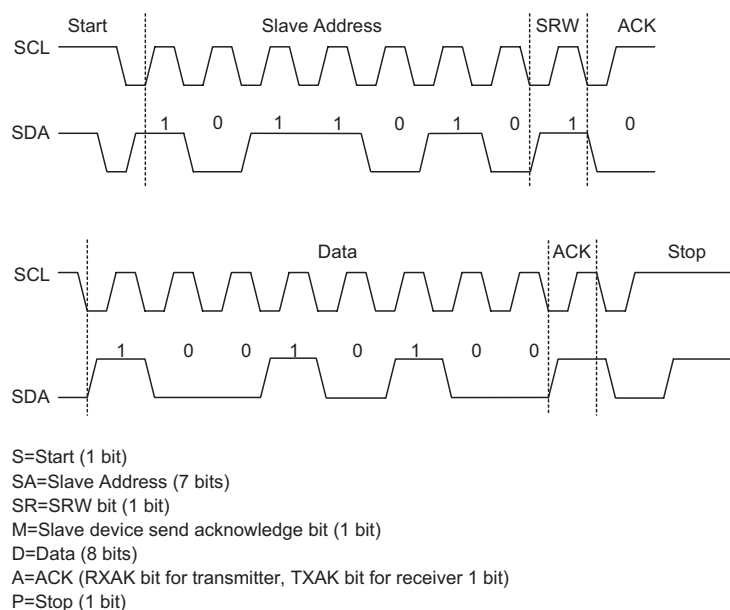 Start Slave Address SRW ACK
SCL
1 0 1 1 0 1 0 1 0
SDA
Data ACK Stop
SCL
1 0 0 1 0 1 0 0
SDA
S=Start (1 bit)
SA=Slave Address (7 bits)
SR=SRW bit (1 bit)
M=Slave device send acknowledge bit (1 bit)
D=Data (8 bits)
A=ACK (RXAK bit for transmitter, TXAK bit for receiver 1 bit)
P=Stop (1 bit)